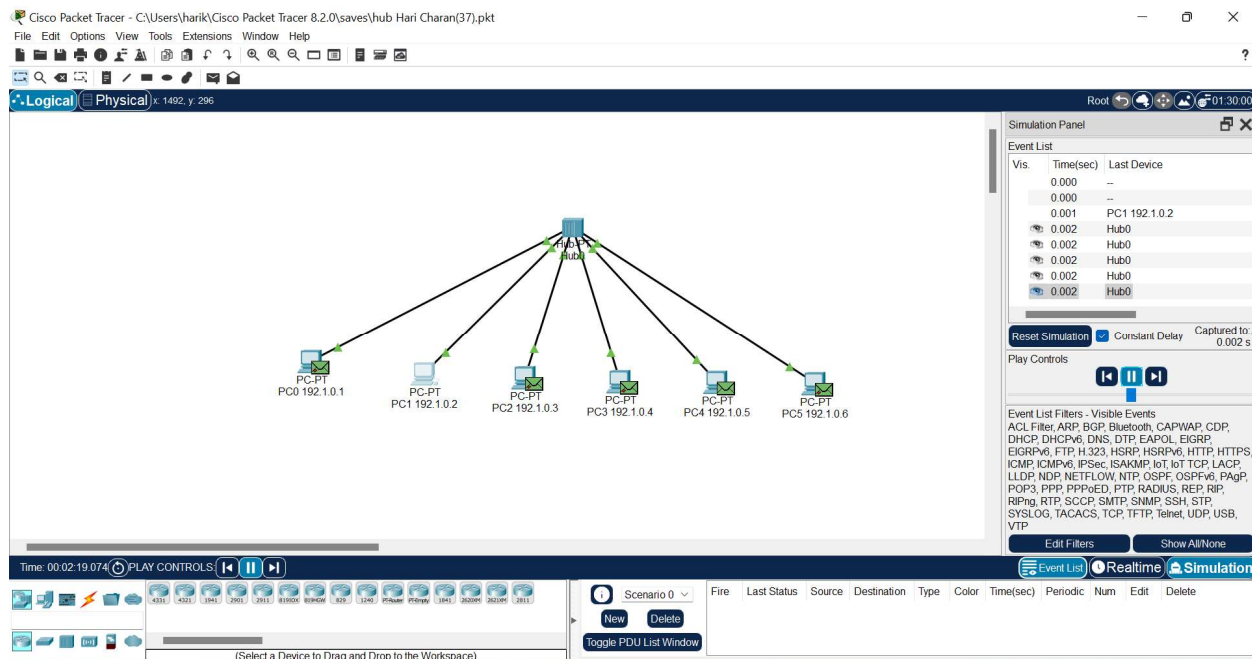 Cisco Packet Tracer - C:\Users\harik\Cisco Packet Tracer 8.2.0\saves\hub Hari Charan(37).pkt
File Edit Options View Tools Extensions Window Help
?
Logical Physical x: 1492, y: 296 Root 01:30:00
Simulation Panel
Event List
Vis. Time(sec) Last Device
0.000 --
0.000 --
0.001 PC1 192.1.0.2
0.002 Hub0
0.002 Hub0
0.002 Hub0
0.002 Hub0
0.002 Hub0
Reset Simulation Constant Delay Captured to:
0.002 s
Play Controls
Event List Filters - Visible Events
ACL Filter, ARP, BGP, Bluetooth, CAPWAP, CDP,
DHCP, DHCPv6, DNS, DTP, EAPOL, EIGRP,
EIGRPv6, FTP, H.323, HSRP, HSRPv6, HTTP, HTTPS,
ICMP, ICMPv6, IPSec, ISAKMP, IoT, IoT TCP, LACP,
LLDP, NDP, NETFLOW, NTP, OSPF, OSPFv6, PAgP,
POP3, PPP, PPPoED, PTP, RADIUS, REP, RIP,
RIPng, RTP, SCCP, SMTP, SNMP, SSH, STP,
SYSLOG, TACACS, TCP, TFTP, Telnet, UDP, USB,
VTP
Edit Filters Show All/None
Hub-PT
Hub0
PC-PT
PC0 192.1.0.1
PC-PT
PC1 192.1.0.2
PC-PT
PC2 192.1.0.3
PC-PT
PC3 192.1.0.4
PC-PT
PC4 192.1.0.5
PC-PT
PC5 192.1.0.6
Time: 00:02:19.074 PLAY CONTROLS: Event List Realtime Simulation
4331 4321 1941 2901 2911 819IOX 819HGW 829 1240 PT-Router PT-Empty 1841 2620XM 2621XM 2811
(Select a Device to Drag and Drop to the Workspace)
Scenario 0
New Delete
Toggle PDU List Window
Fire Last Status Source Destination Type Color Time(sec) Periodic Num Edit Delete